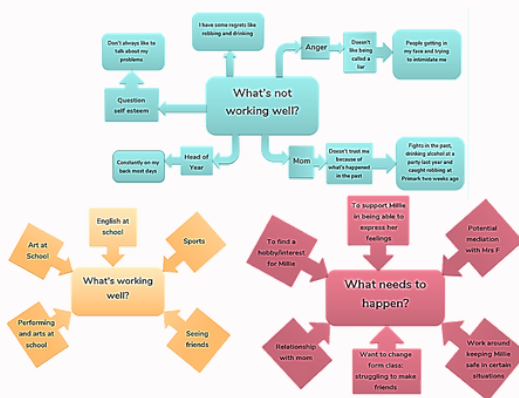 I have some regrets like
robbing and drinking
Don't always like to
talk about my
problems
Anger
Doesn't
like being
called a
liar
People getting in
my face and trying
to intimidate me
Question
self esteem
What's not
working well?
Constantly on my
back most days
Head of
Year
Mom
Doesn't trust me
because of
what's happened
in the past
Fights in the past,
drinking alcohol at a
party last year and
caught robbing at
Primark two weeks ago
English at
school
Art at
School
Sports
What's working
well?
Performing
and arts at
school
Seeing
friends
To support Millie
in being able to
express her
feelings
To find a
hobby/interest
for Millie
Potential
mediation
with Mrs F
What needs to
happen?
Relationship
with mom
Want to change
form class:
struggling to make
friends
Work around
keeping Millie
safe in certain
situations